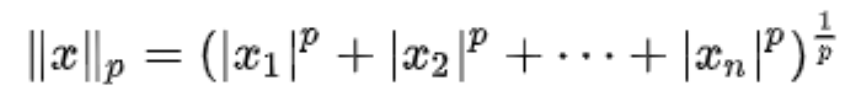 ‖x‖_p = (|x_1|^p + |x_2|^p + ⋯ + |x_n|^p)^{1/p}